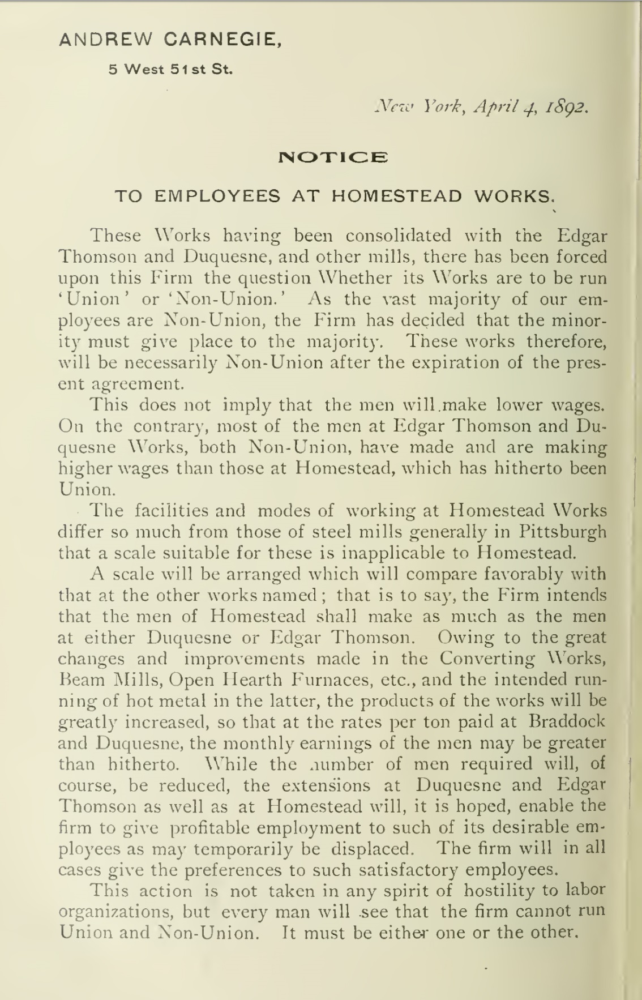 ANDREW CARNEGIE,
5 West 51st St.
New York, April 4, 1892.
NOTICE
TO EMPLOYEES AT HOMESTEAD WORKS.
These Works having been consolidated with the Edgar
Thomson and Duquesne, and other mills, there has been forced
upon this Firm the question Whether its Works are to be run
‘Union’ or ‘Non-Union.’ As the vast majority of our em-
ployees are Non-Union, the Firm has decided that the minor-
ity must give place to the majority. These works therefore,
will be necessarily Non-Union after the expiration of the pres-
ent agreement.
This does not imply that the men will make lower wages.
On the contrary, most of the men at Edgar Thomson and Du-
quesne Works, both Non-Union, have made and are making
higher wages than those at Homestead, which has hitherto been
Union.
The facilities and modes of working at Homestead Works
differ so much from those of steel mills generally in Pittsburgh
that a scale suitable for these is inapplicable to Homestead.
A scale will be arranged which will compare favorably with
that at the other works named; that is to say, the Firm intends
that the men of Homestead shall make as much as the men
at either Duquesne or Edgar Thomson. Owing to the great
changes and improvements made in the Converting Works,
Beam Mills, Open Hearth Furnaces, etc., and the intended run-
ning of hot metal in the latter, the products of the works will be
greatly increased, so that at the rates per ton paid at Braddock
and Duquesne, the monthly earnings of the men may be greater
than hitherto. While the number of men required will, of
course, be reduced, the extensions at Duquesne and Edgar
Thomson as well as at Homestead will, it is hoped, enable the
firm to give profitable employment to such of its desirable em-
ployees as may temporarily be displaced. The firm will in all
cases give the preferences to such satisfactory employees.
This action is not taken in any spirit of hostility to labor
organizations, but every man will see that the firm cannot run
Union and Non-Union. It must be either one or the other.